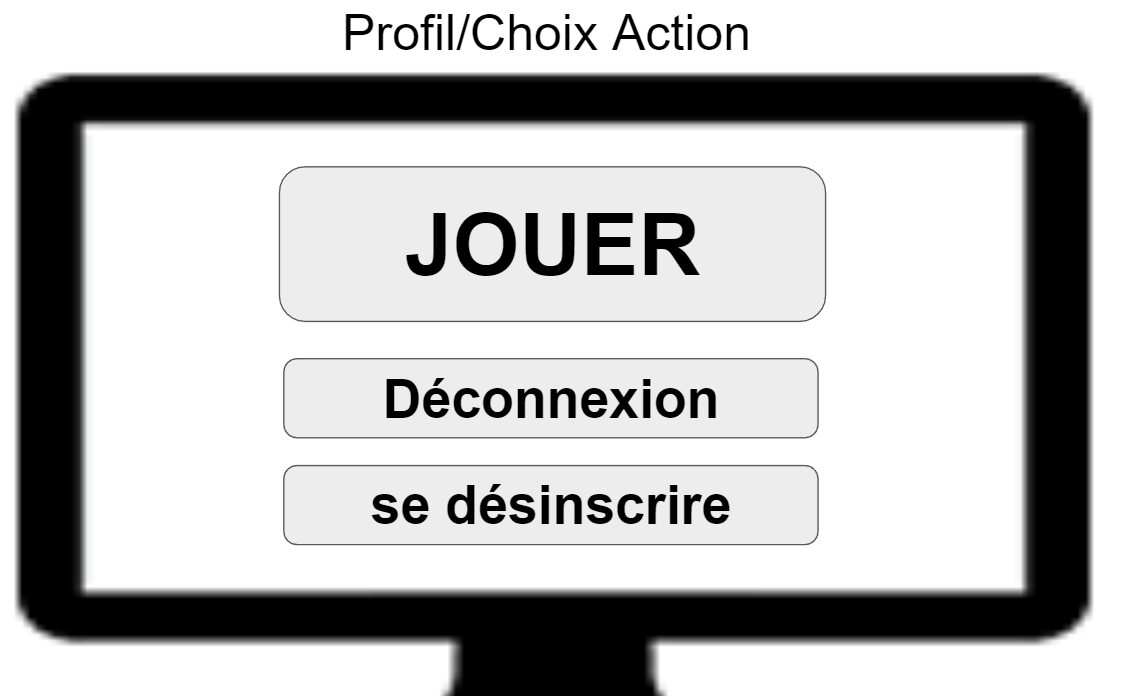 Profil/Choix Action
JOUER
Déconnexion
se désinscrire